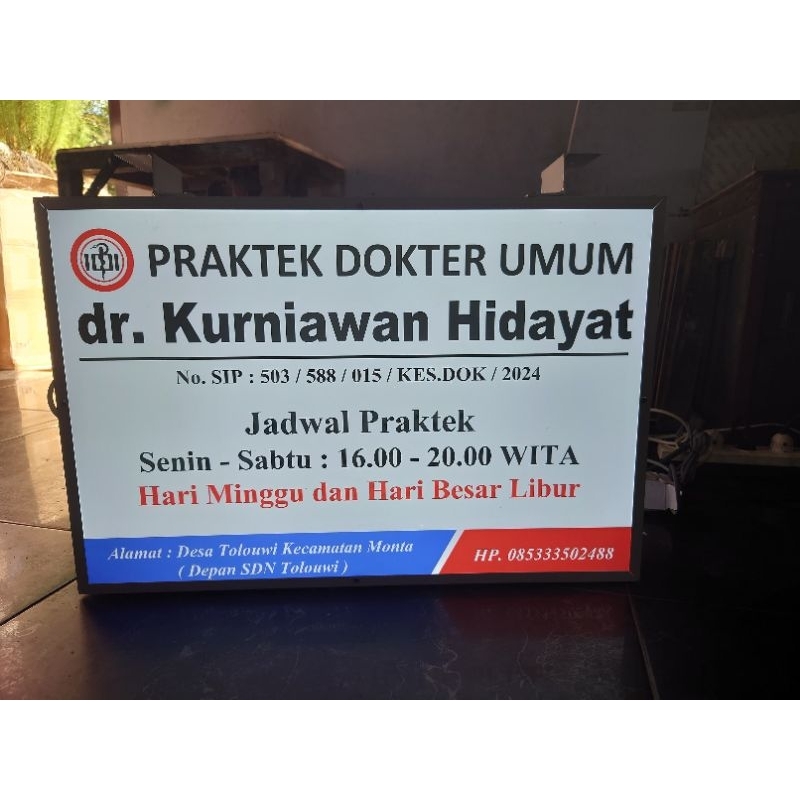 PRAKTEK DOKTER UMUM
dr. Kurniawan Hidayat
No. SIP : 503 / 588 / 015 / KES.DOK / 2024
Jadwal Praktek
Senin - Sabtu : 16.00 - 20.00 WITA
Hari Minggu dan Hari Besar Libur
Alamat : Desa Tolouwi Kecamatan Monta
( Depan SDN Tolouwi )
HP. 085333502488